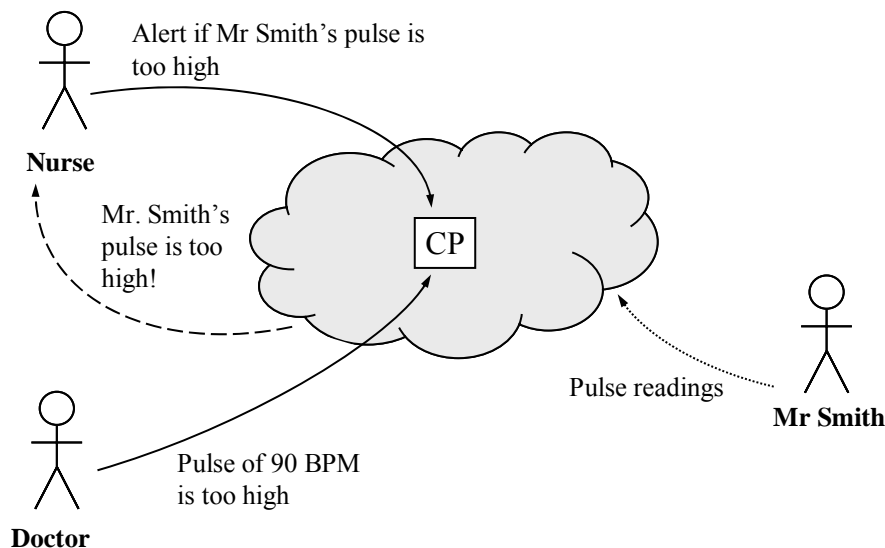 Alert if Mr Smith’s pulse is
too high
Nurse
Mr. Smith’s
pulse is too
high!
CP
Pulse readings
Mr Smith
Pulse of 90 BPM
is too high
Doctor